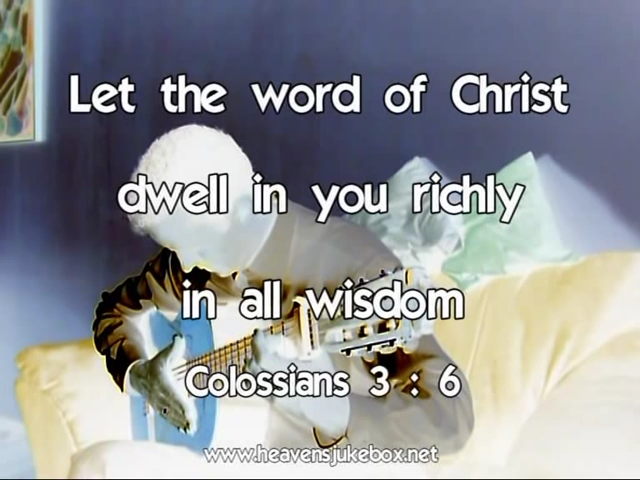 Let the word of Christ
dwell in you richly
in all wisdom
Colossians 3 : 6
www.heavensjukebox.net